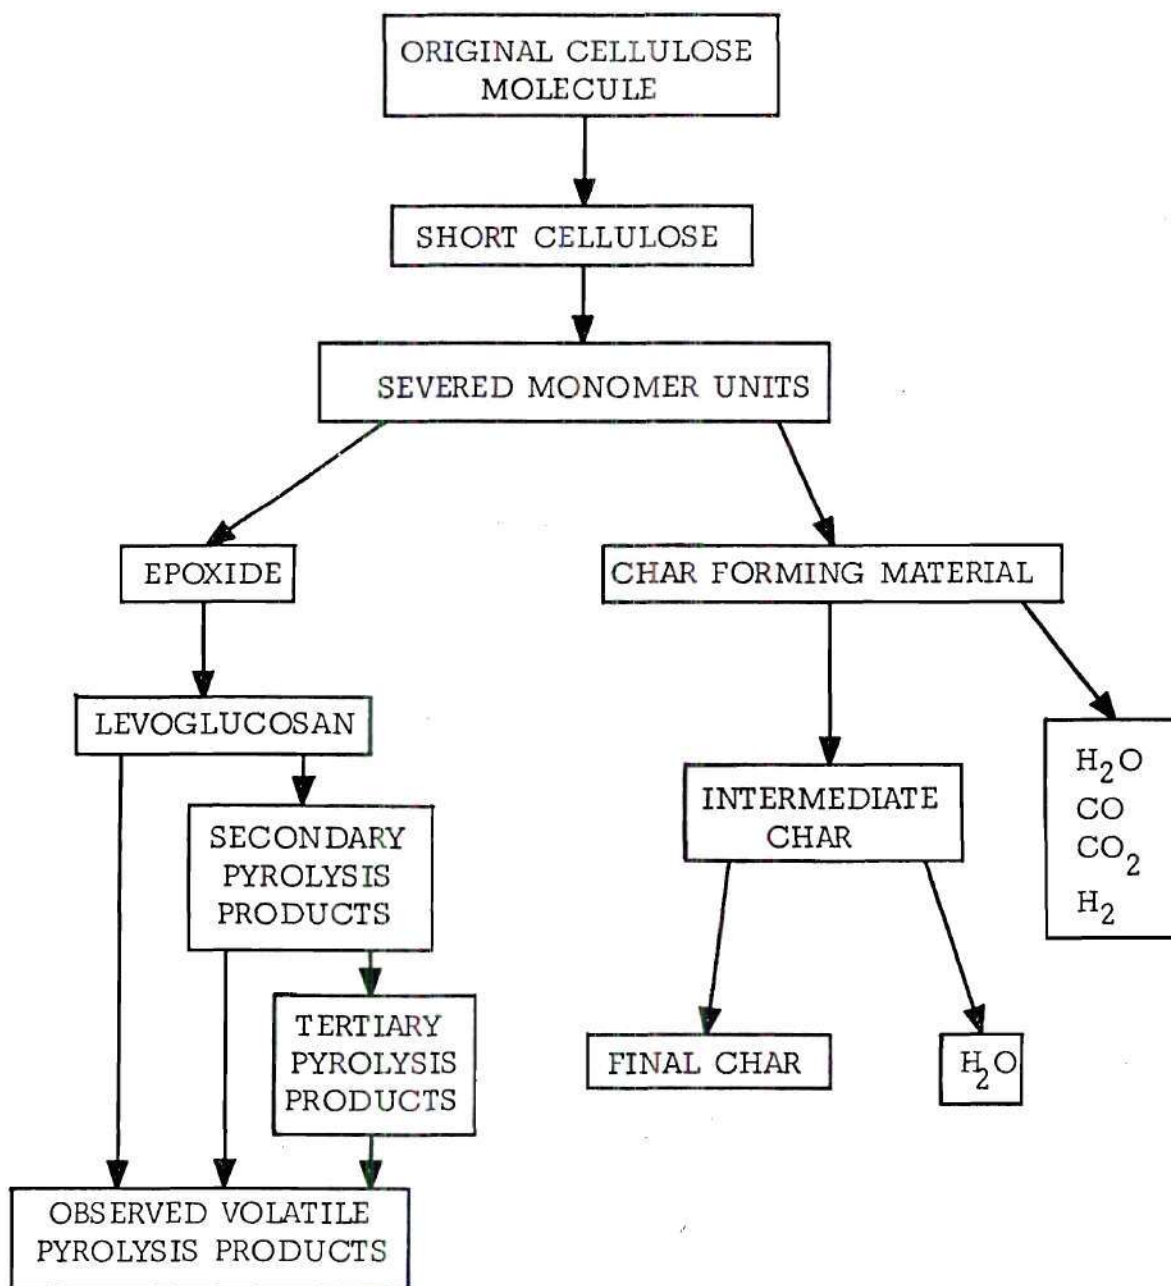 ORIGINAL CELLULOSE
MOLECULE
SHORT CELLULOSE
SEVERED MONOMER UNITS
EPOXIDE
CHAR FORMING MATERIAL
LEVOGLUCOSAN
H₂O
CO
CO₂
H₂
INTERMEDIATE
CHAR
SECONDARY
PYROLYSIS
PRODUCTS
TERTIARY
PYROLYSIS
PRODUCTS
FINAL CHAR
H₂O
OBSERVED VOLATILE
PYROLYSIS PRODUCTS